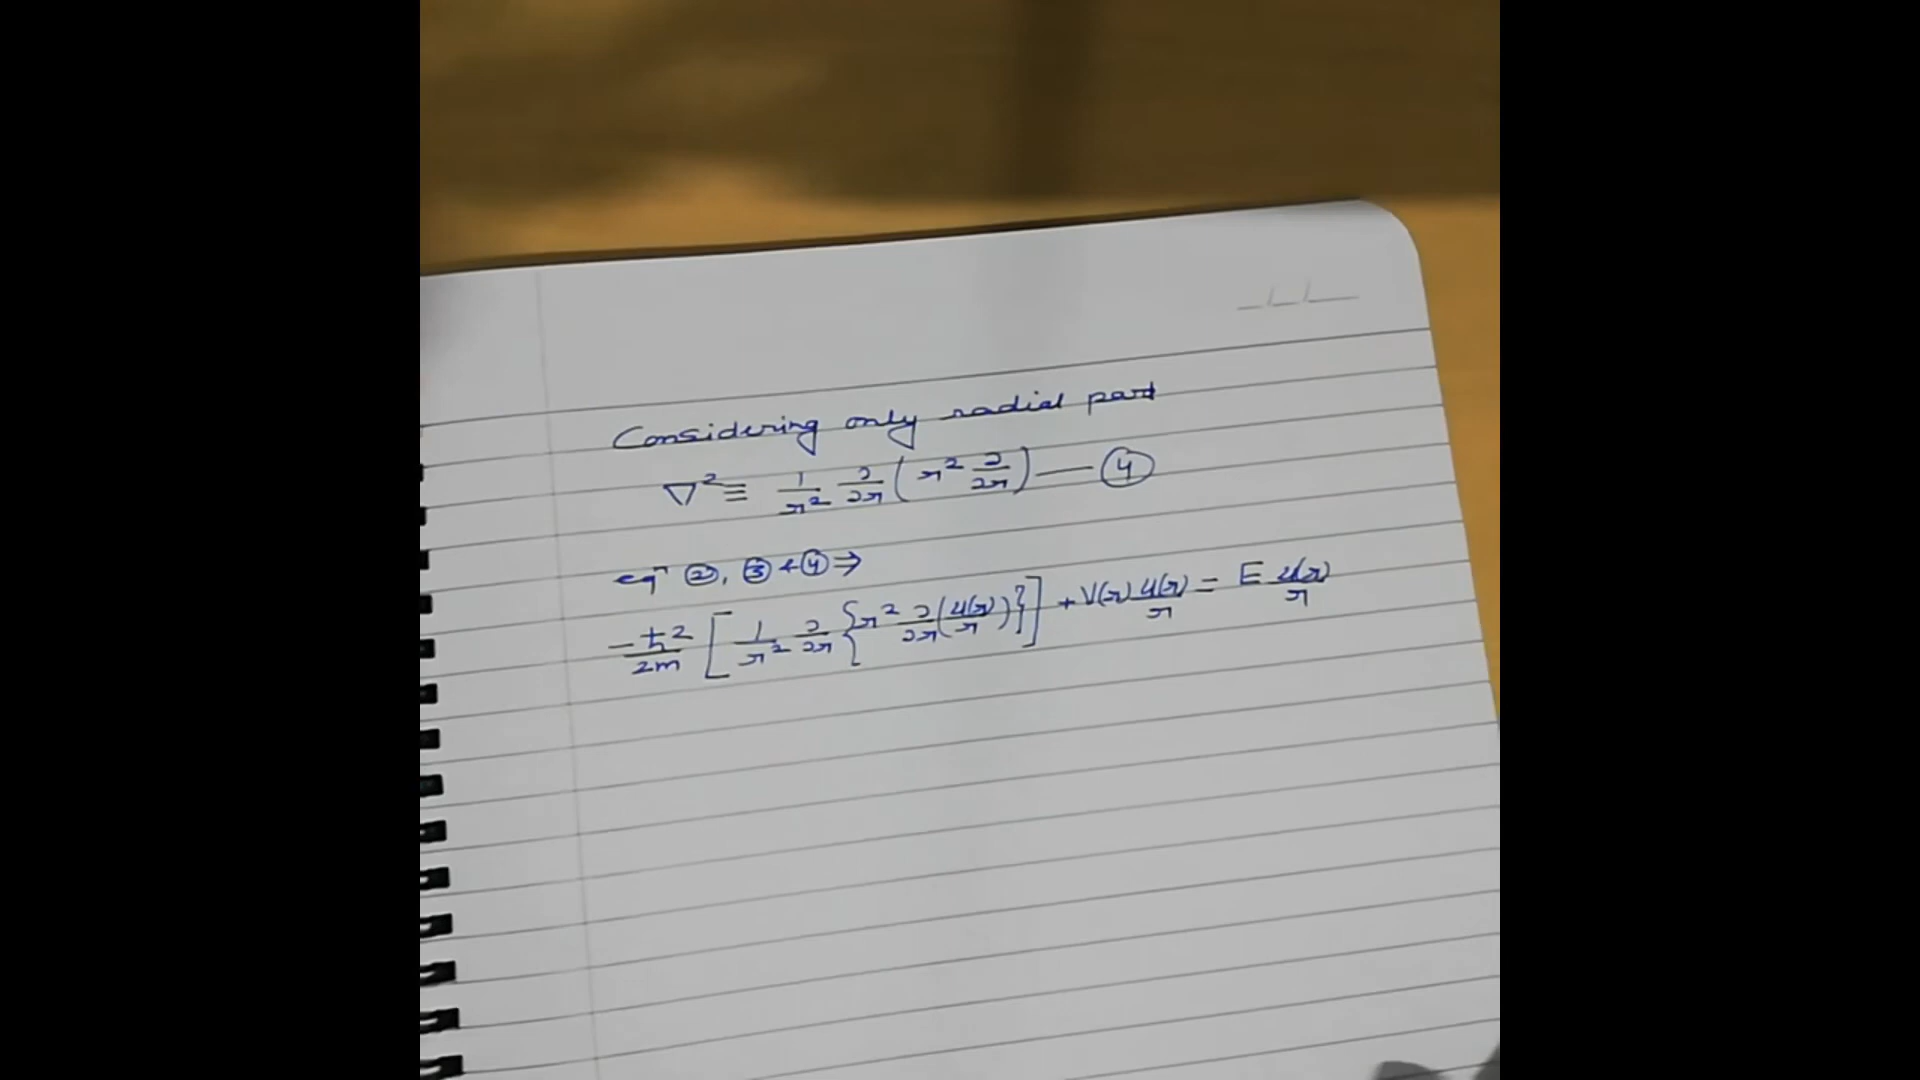 Considering only radial part
∇² ≡ 1/r² ∂/∂r (r² ∂/∂r) — ④
eqⁿ ②, ③ & ④ ⇒
-ħ²/2m [1/r² ∂/∂r {r² ∂/∂r (U(r)/r)}] + V(r) U(r)/r = E U(r)/r